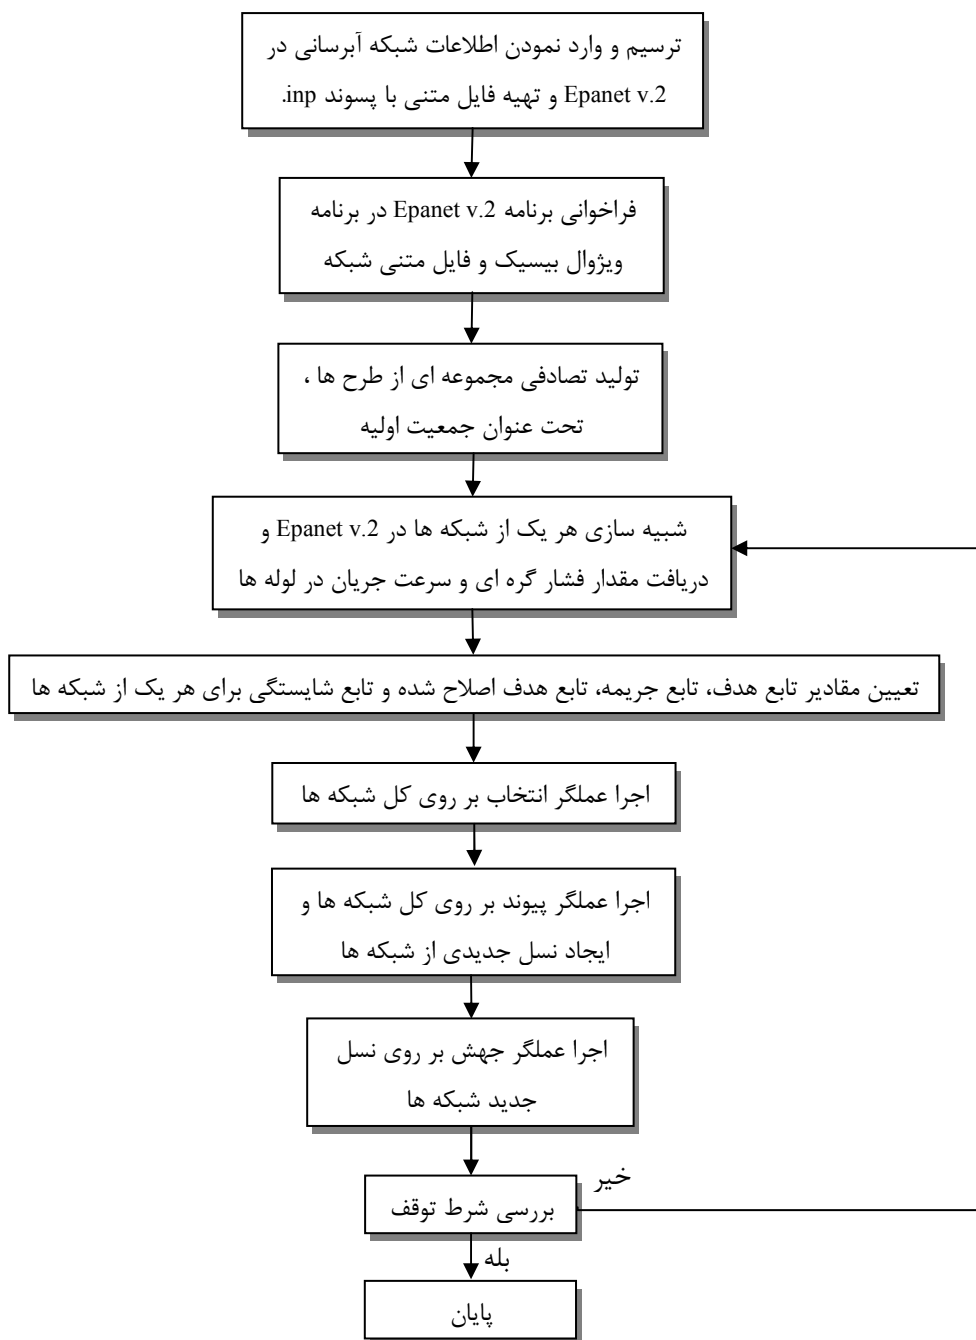 ترسیم و وارد نمودن اطلاعات شبکه آبرسانی در
Epanet v.2 و تهیه فایل متنی با پسوند inp.
فراخوانی برنامه Epanet v.2 در برنامه
ویژوال بیسیک و فایل متنی شبکه
تولید تصادفی مجموعه ای از طرح ها ،
تحت عنوان جمعیت اولیه
شبیه سازی هر یک از شبکه ها در Epanet v.2 و
دریافت مقدار فشار گره ای و سرعت جریان در لوله ها
تعیین مقادیر تابع هدف، تابع جریمه، تابع هدف اصلاح شده و تابع شایستگی برای هر یک از شبکه ها
اجرا عملگر انتخاب بر روی کل شبکه ها
اجرا عملگر پیوند بر روی کل شبکه ها و
ایجاد نسل جدیدی از شبکه ها
اجرا عملگر جهش بر روی نسل
جدید شبکه ها
خیر
بررسی شرط توقف
بله
پایان